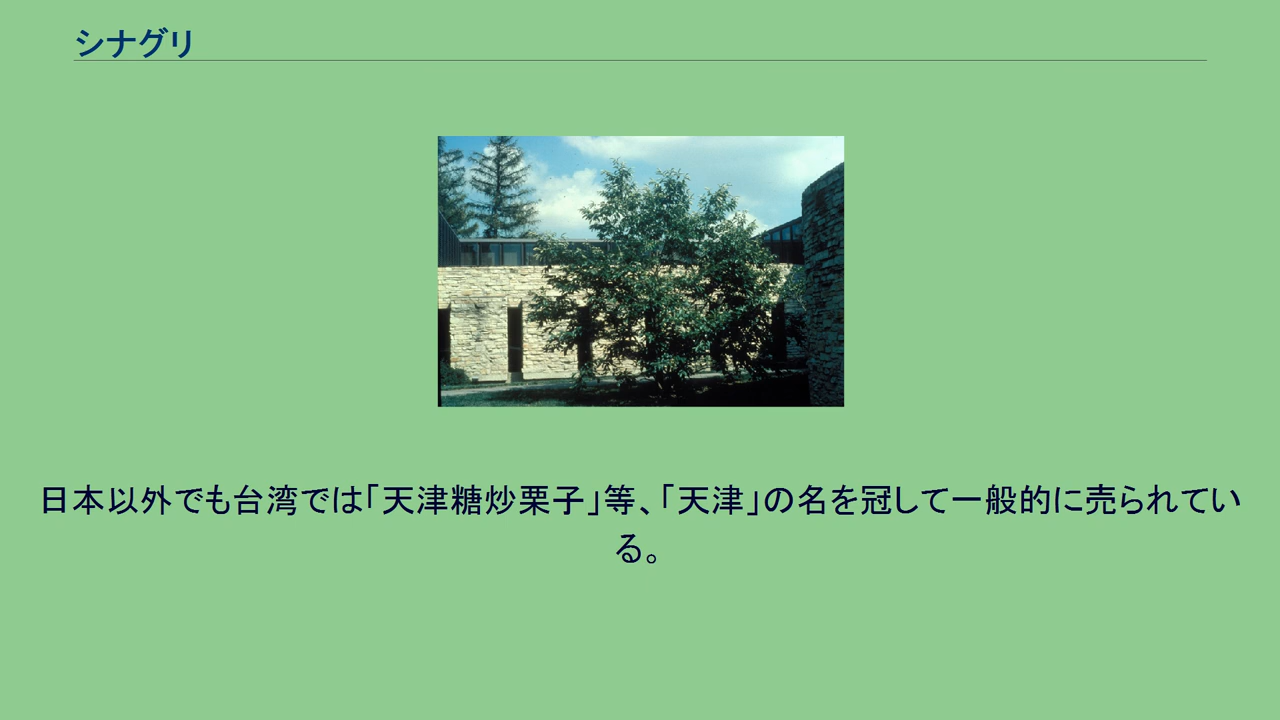 シナグリ
日本以外でも台湾では「天津糖炒栗子」等、「天津」の名を冠して一般的に売られてい
る。